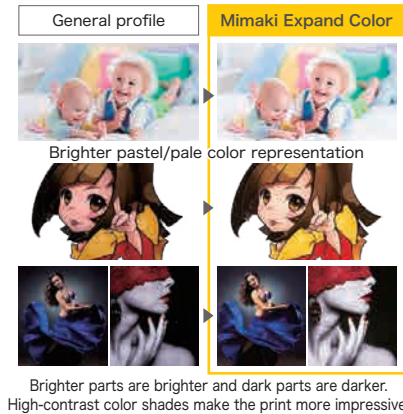 General profile
Mimaki Expand Color
Brighter pastel/pale color representation
Brighter parts are brighter and dark parts are darker.
High-contrast color shades make the print more impressive